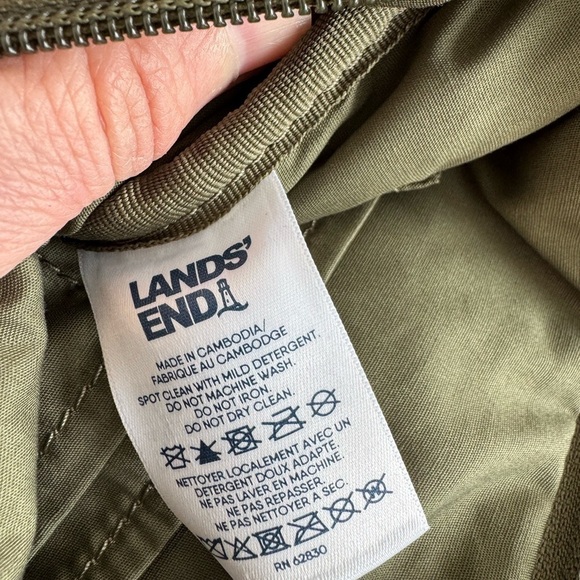 LANDS'
END
MADE IN CAMBODIA/
FABRIQUE AU CAMBODGE
SPOT CLEAN WITH MILD DETERGENT.
DO NOT MACHINE WASH.
DO NOT IRON.
DO NOT DRY CLEAN.
NETTOYER LOCALEMENT AVEC UN
DETERGENT DOUX ADAPTE.
NE PAS LAVER EN MACHINE.
NE PAS REPASSER.
NE PAS NETTOYER A SEC.
W
RN 62830